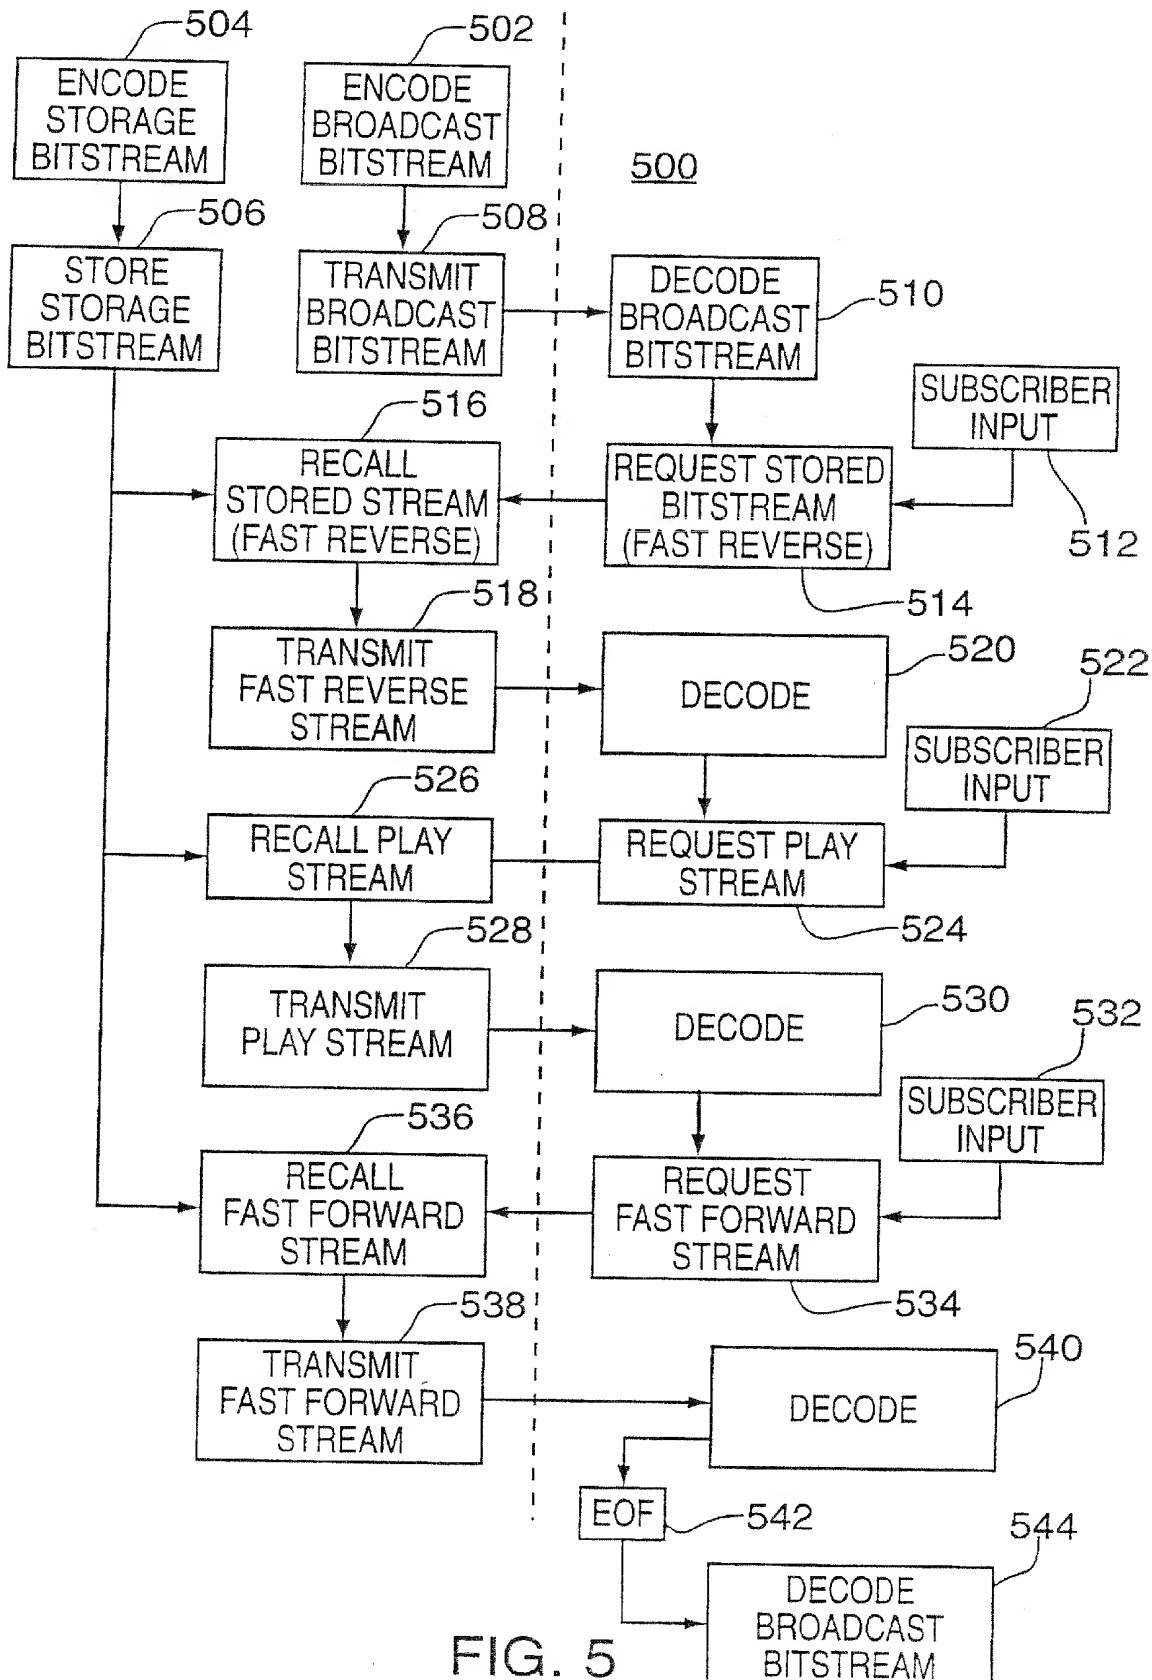 504
502
ENCODE
STORAGE
BITSTREAM
ENCODE
BROADCAST
BITSTREAM
500
506
508
STORE
STORAGE
BITSTREAM
TRANSMIT
BROADCAST
BITSTREAM
DECODE
BROADCAST
BITSTREAM
510
SUBSCRIBER
INPUT
512
516
RECALL
STORED STREAM
(FAST REVERSE)
REQUEST STORED
BITSTREAM
(FAST REVERSE)
514
518
TRANSMIT
FAST REVERSE
STREAM
DECODE
520
522
SUBSCRIBER
INPUT
526
RECALL PLAY
STREAM
REQUEST PLAY
STREAM
524
528
TRANSMIT
PLAY STREAM
DECODE
530
532
SUBSCRIBER
INPUT
536
RECALL
FAST FORWARD
STREAM
REQUEST
FAST FORWARD
STREAM
534
538
TRANSMIT
FAST FORWARD
STREAM
DECODE
540
EOF
542
544
DECODE
BROADCAST
BITSTREAM
FIG. 5